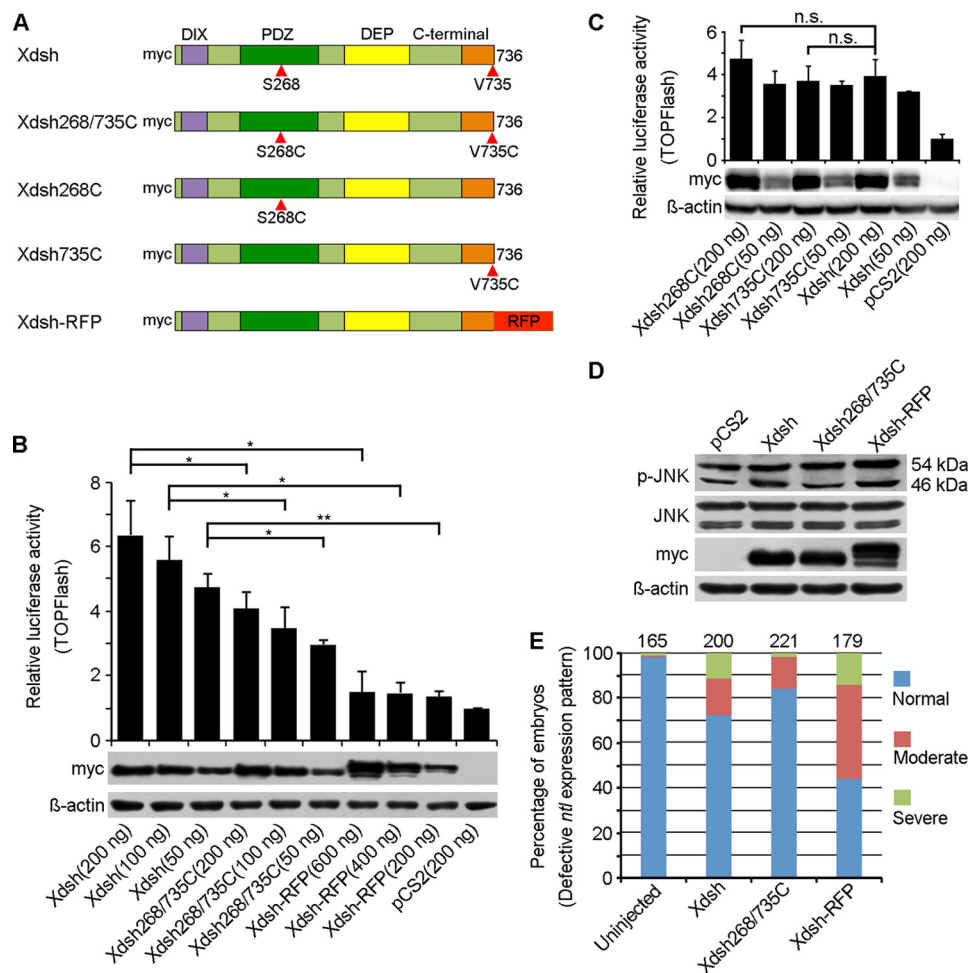 A
DIX PDZ DEP C-terminal
Xdsh myc 736
S268 V735
Xdsh268/735C myc 736
S268C V735C
Xdsh268C myc 736
S268C
Xdsh735C myc 736
V735C
Xdsh-RFP myc RFP
B
Relative luciferase activity
(TOPFlash)
8
6
4
2
0
*
*
*
*
**
*
myc
ß-actin
Xdsh(200 ng)
Xdsh(100 ng)
Xdsh(50 ng)
Xdsh268/735C(200 ng)
Xdsh268/735C(100 ng)
Xdsh268/735C(50 ng)
Xdsh-RFP(600 ng)
Xdsh-RFP(400 ng)
Xdsh-RFP(200 ng)
pCS2(200 ng)
C
Relative luciferase activity
(TOPFlash)
6
4
2
0
n.s.
n.s.
myc
ß-actin
Xdsh268C(200 ng)
Xdsh268C(50 ng)
Xdsh735C(200 ng)
Xdsh735C(50 ng)
Xdsh(200 ng)
Xdsh(50 ng)
pCS2(200 ng)
D
pCS2
Xdsh
Xdsh268/735C
Xdsh-RFP
p-JNK 54 kDa
46 kDa
JNK
myc
ß-actin
E
Percentage of embryos
(Defective ntl expression pattern)
165 200 221 179
100
80
60
40
20
0
Normal
Moderate
Severe
Uninjected
Xdsh
Xdsh268/735C
Xdsh-RFP